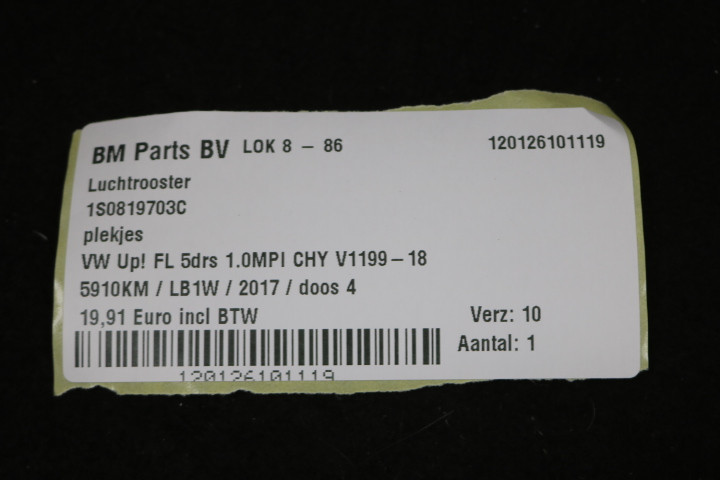 BM Parts BV LOK 8 - 86 120126101119
Luchtrooster
1S0819703C
plekjes
VW Up! FL 5drs 1.0MPI CHY V1199-18
5910KM / LB1W / 2017 / doos 4
19,91 Euro incl BTW Verz: 10
Aantal: 1
120126101119